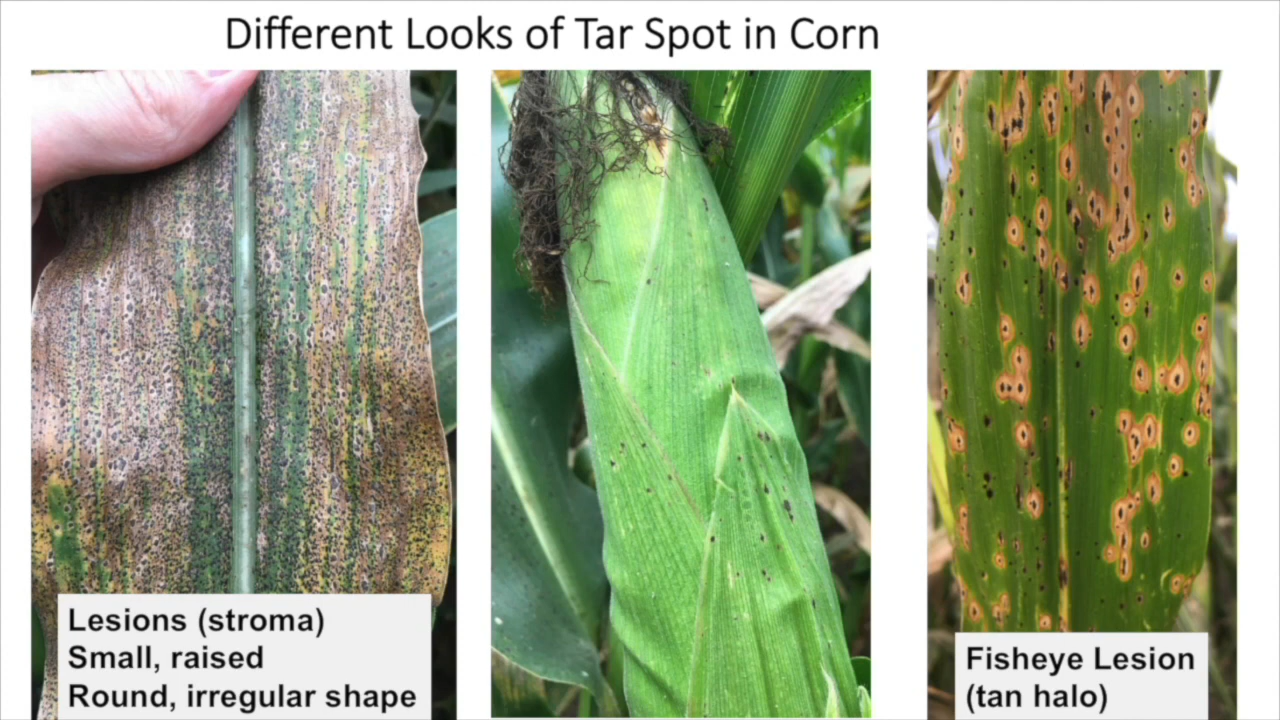 Different Looks of Tar Spot in Corn
Lesions (stroma)
Small, raised
Round, irregular shape
Fisheye Lesion
(tan halo)